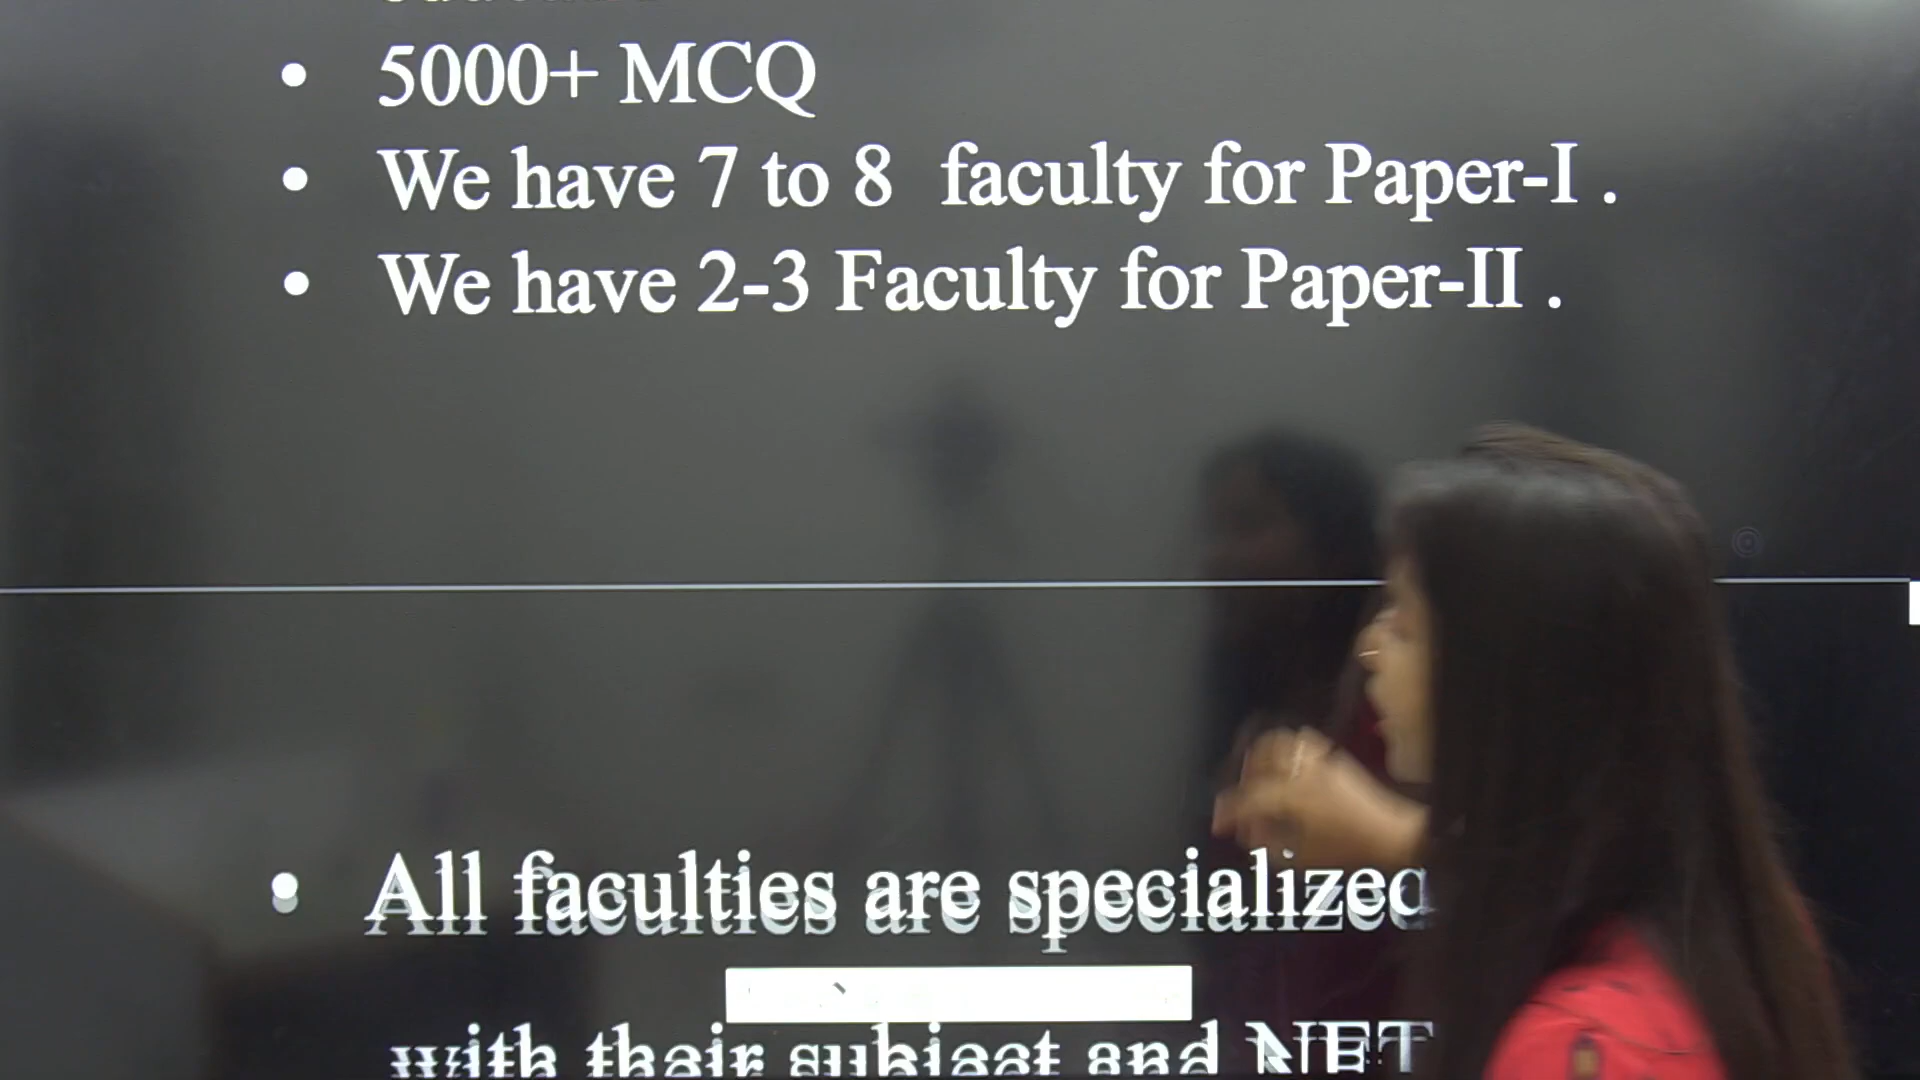 • 5000+ MCQ
• We have 7 to 8 faculty for Paper-I .
• We have 2-3 Faculty for Paper-II .
• All faculties are specialized
with their subject and NET